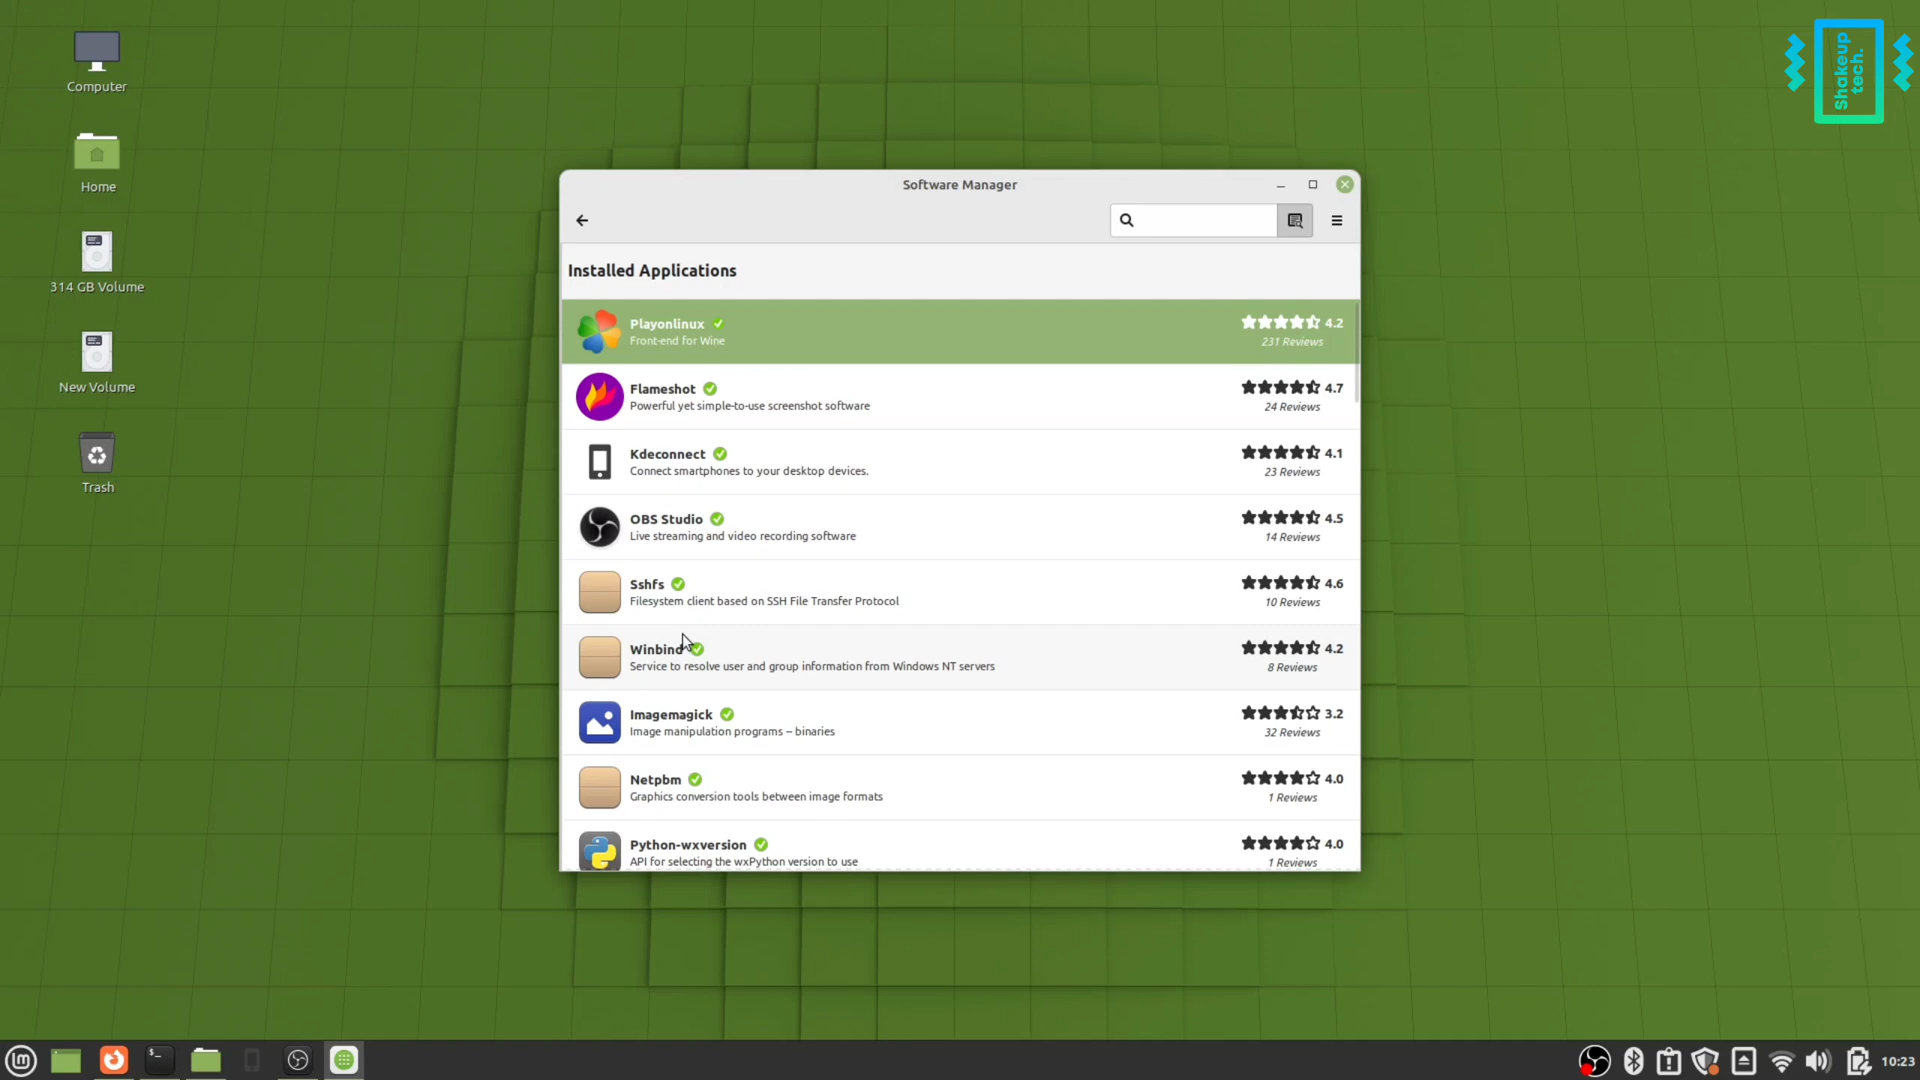 Computer
Home
314 GB Volume
New Volume
Trash
Shakeup
tech.
Software Manager
Installed Applications
Playonlinux
Front-end for Wine
4.2
231 Reviews
Flameshot
Powerful yet simple-to-use screenshot software
4.7
24 Reviews
Kdeconnect
Connect smartphones to your desktop devices.
4.1
23 Reviews
OBS Studio
Live streaming and video recording software
4.5
14 Reviews
Sshfs
Filesystem client based on SSH File Transfer Protocol
4.6
10 Reviews
Winbind
Service to resolve user and group information from Windows NT servers
4.2
8 Reviews
Imagemagick
Image manipulation programs -- binaries
3.2
32 Reviews
Netpbm
Graphics conversion tools between image formats
4.0
1 Reviews
Python-wxversion
API for selecting the wxPython version to use
4.0
1 Reviews
10:23